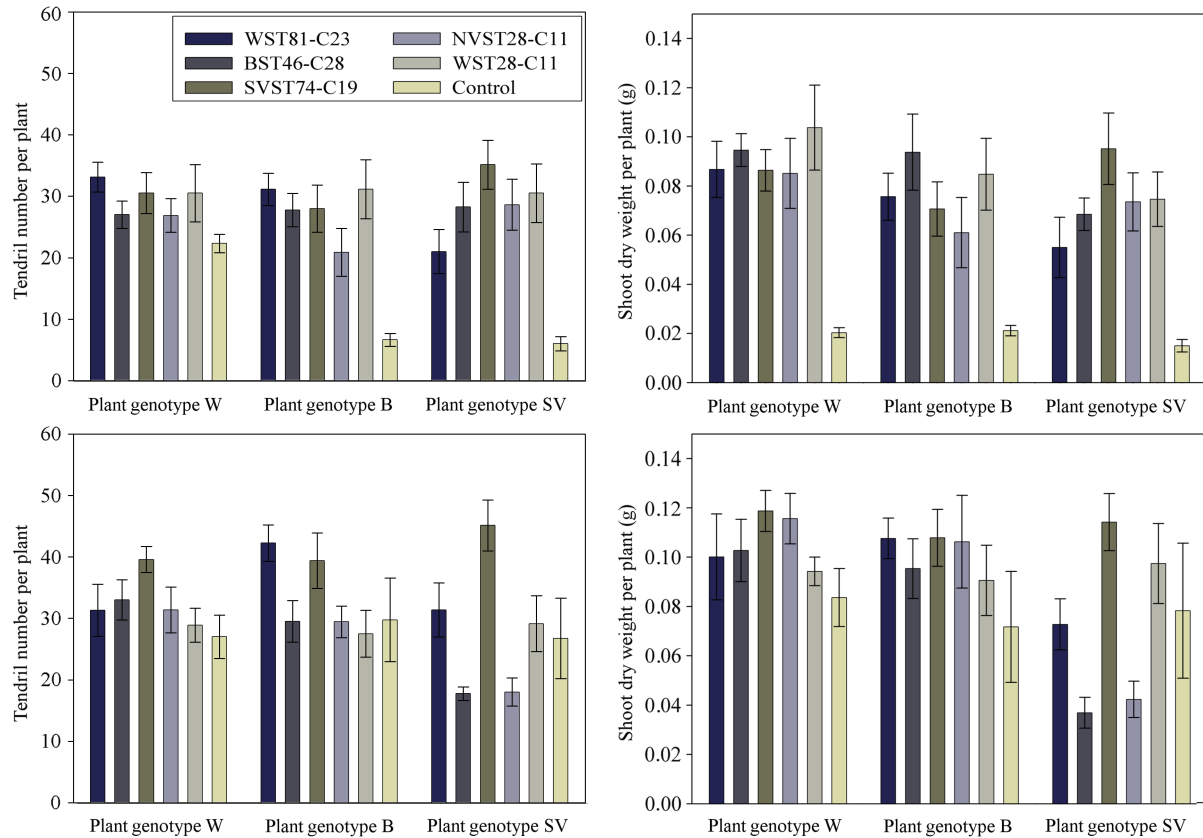 60
50
40
30
20
10
0
Tendril number per plant
WST81-C23
BST46-C28
SVST74-C19
NVST28-C11
WST28-C11
Control
Plant genotype W
Plant genotype B
Plant genotype SV
0.14
0.12
0.10
0.08
0.06
0.04
0.02
0.00
Shoot dry weight per plant (g)
Plant genotype W
Plant genotype B
Plant genotype SV
60
50
40
30
20
10
0
Tendril number per plant
Plant genotype W
Plant genotype B
Plant genotype SV
0.14
0.12
0.10
0.08
0.06
0.04
0.02
0.00
Shoot dry weight per plant (g)
Plant genotype W
Plant genotype B
Plant genotype SV